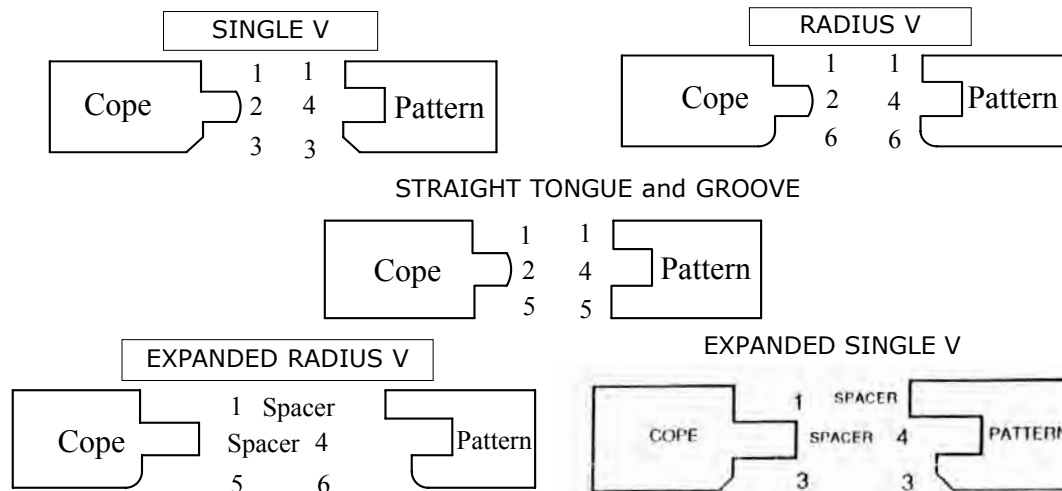 SINGLE V
1 1
Cope 2 4 Pattern
3 3
RADIUS V
1 1
Cope 2 4 Pattern
6 6
STRAIGHT TONGUE and GROOVE
1 1
Cope 2 4 Pattern
5 5
EXPANDED RADIUS V
1 Spacer
Cope Spacer 4 Pattern
5 6
EXPANDED SINGLE V
1 SPACER
COPE SPACER 4 PATTERN
3 3